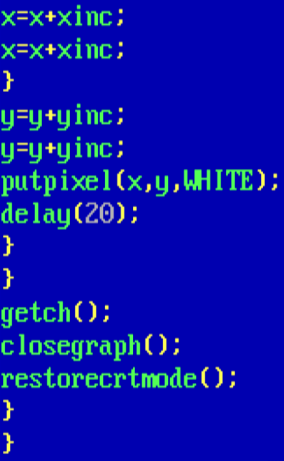 x=x+xinc;
x=x+xinc;
}
y=y+yinc;
y=y+yinc;
putpixel(x,y,WHITE);
delay(20);
}
}
getch();
closegraph();
restorecrtmode();
}
}